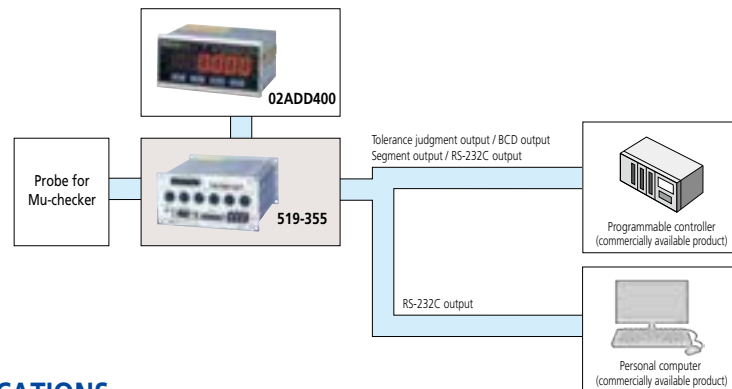 02ADD400
Probe for
Mu-checker
519-355
Tolerance judgment output / BCD output
Segment output / RS-232C output
Programmable controller
(commercially available product)
RS-232C output
Personal computer
(commercially available product)
CATIONS